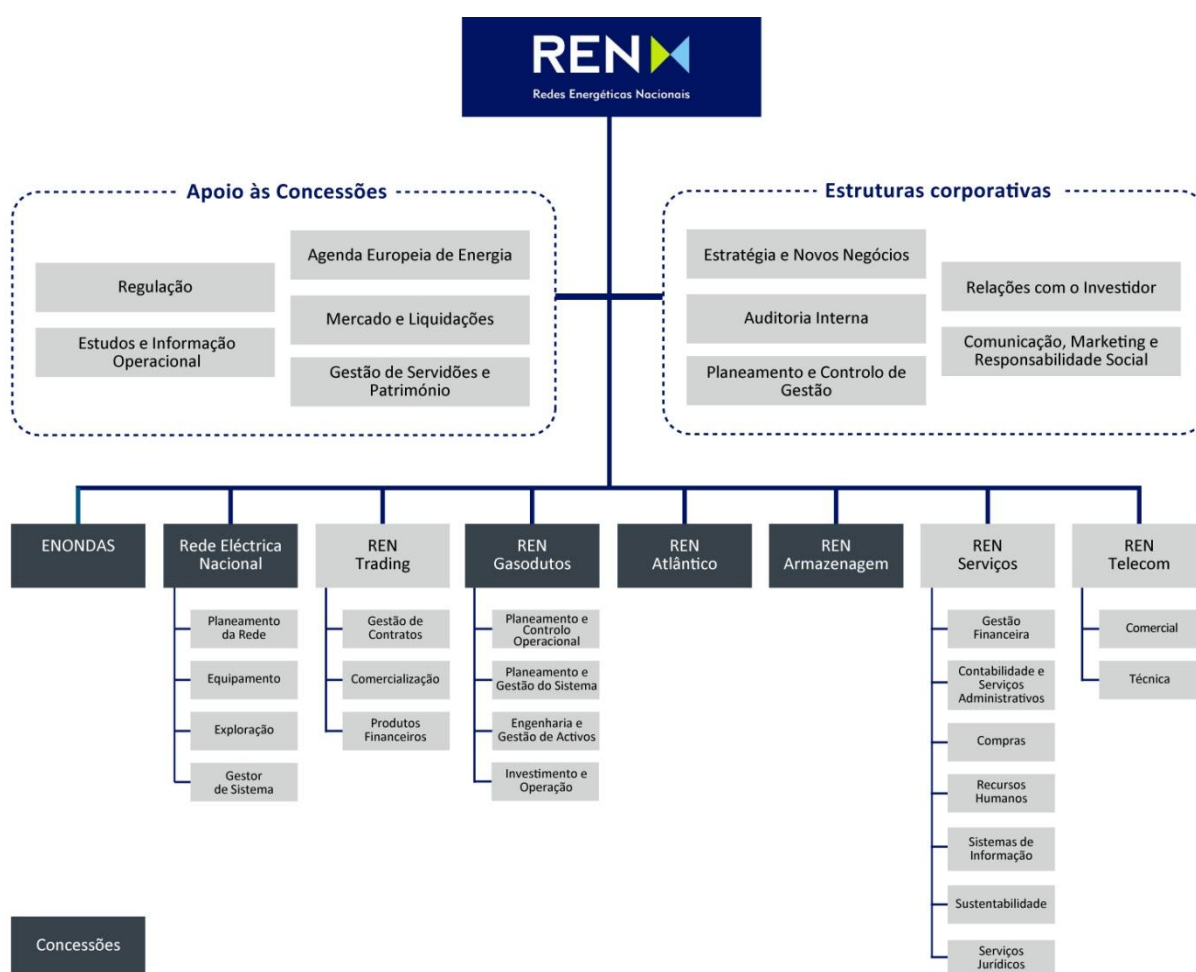 REN
Redes Energéticas Nacionais
Apoio às Concessões
Regulação
Estudos e Informação
Operacional
Agenda Europeia de Energia
Mercado e Liquidações
Gestão de Servidões e
Património
Estruturas corporativas
Estratégia e Novos Negócios
Auditoria Interna
Planeamento e Controlo de
Gestão
Relações com o Investidor
Comunicação, Marketing e
Responsabilidade Social
ENONDAS
Rede Eléctrica
Nacional
Planeamento
da Rede
Equipamento
Exploração
Gestor
de Sistema
REN
Trading
Gestão de
Contratos
Comercialização
Produtos
Financeiros
REN
Gasodutos
Planeamento e
Controlo
Operacional
Planeamento e
Gestão do Sistema
Engenharia e
Gestão de Activos
Investimento e
Operação
REN
Atlântico
REN
Armazenagem
REN
Serviços
Gestão
Financeira
Contabilidade e
Serviços
Administrativos
Compras
Recursos
Humanos
Sistemas de
Informação
Sustentabilidade
Serviços
Jurídicos
REN
Telecom
Comercial
Técnica
Concessões